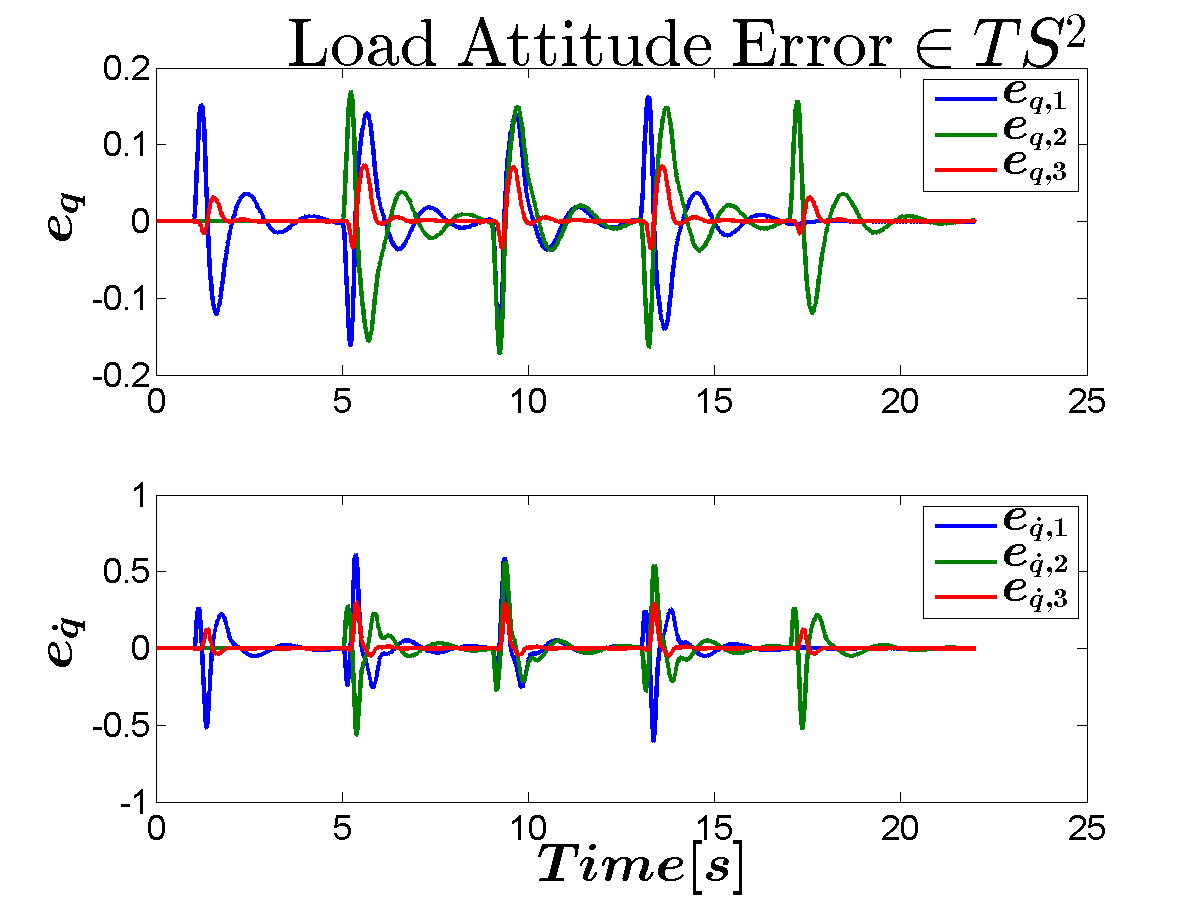 Load Attitude Error ∈ TS²
0.2
0.1
0
-0.1
-0.2
e_q
e_{q,1}
e_{q,2}
e_{q,3}
0 5 10 15 20 25
1
0.5
0
-0.5
-1
e_{q̇}
e_{q̇,1}
e_{q̇,2}
e_{q̇,3}
0 5 10 15 20 25
Time[s]